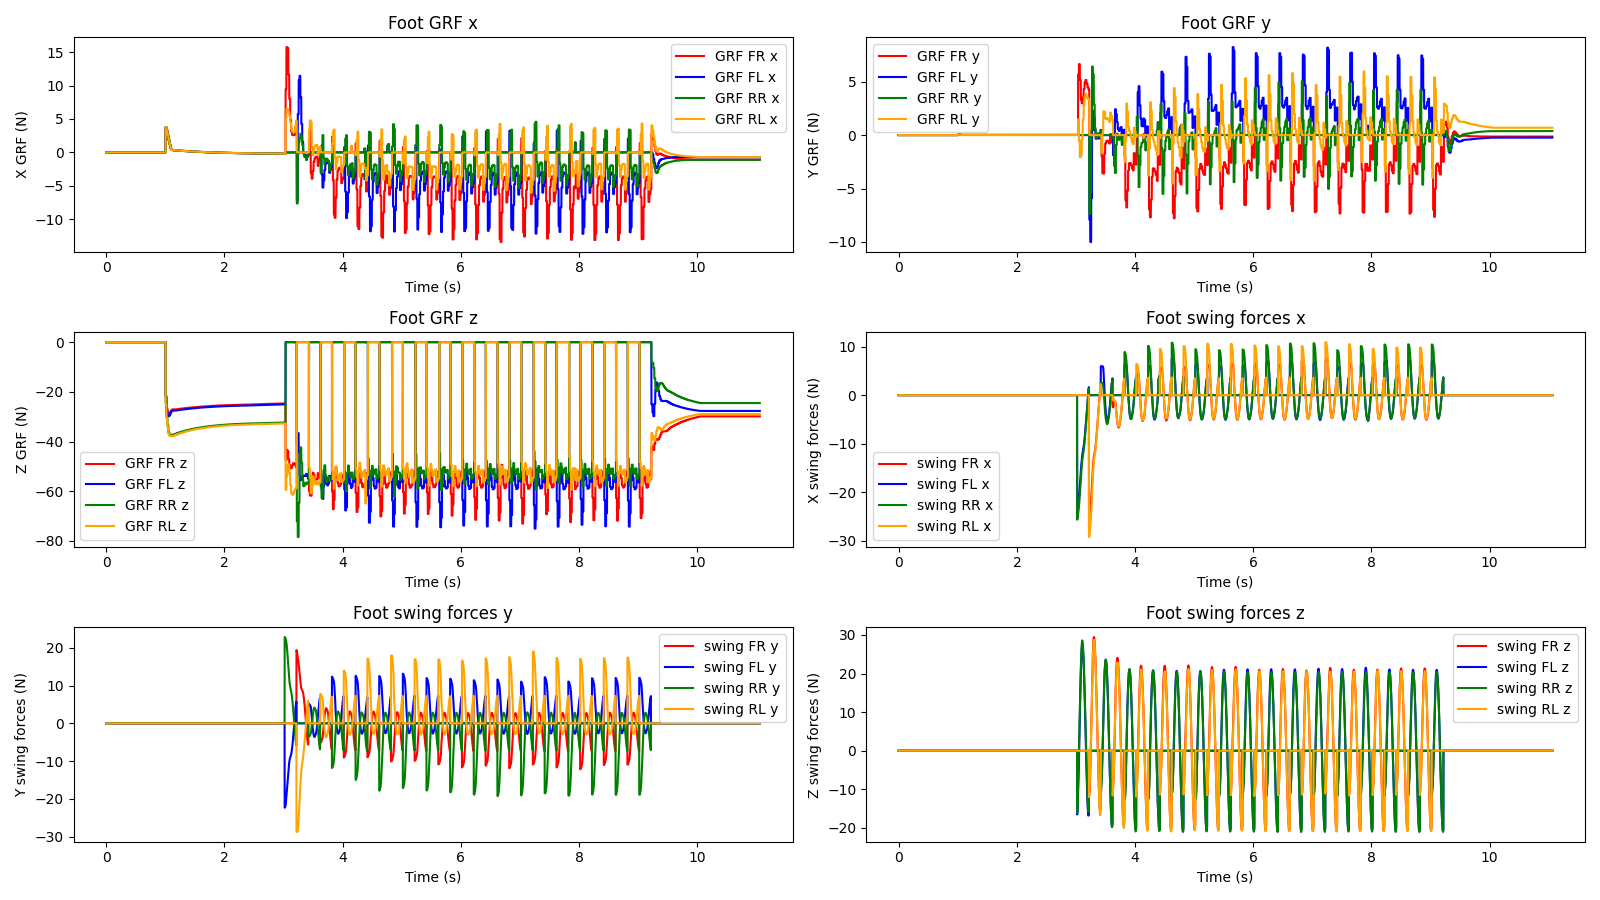 Foot GRF x
X GRF (N)
15
10
5
0
−5
−10
GRF FR x
GRF FL x
GRF RR x
GRF RL x
0 2 4 6 8 10
Time (s)
Foot GRF y
Y GRF (N)
5
0
−5
−10
GRF FR y
GRF FL y
GRF RR y
GRF RL y
0 2 4 6 8 10
Time (s)
Foot GRF z
Z GRF (N)
0
−20
−40
−60
−80
GRF FR z
GRF FL z
GRF RR z
GRF RL z
0 2 4 6 8 10
Time (s)
Foot swing forces x
X swing forces (N)
10
0
−10
−20
−30
swing FR x
swing FL x
swing RR x
swing RL x
0 2 4 6 8 10
Time (s)
Foot swing forces y
Y swing forces (N)
20
10
0
−10
−20
−30
swing FR y
swing FL y
swing RR y
swing RL y
0 2 4 6 8 10
Time (s)
Foot swing forces z
Z swing forces (N)
30
20
10
0
−10
−20
swing FR z
swing FL z
swing RR z
swing RL z
0 2 4 6 8 10
Time (s)